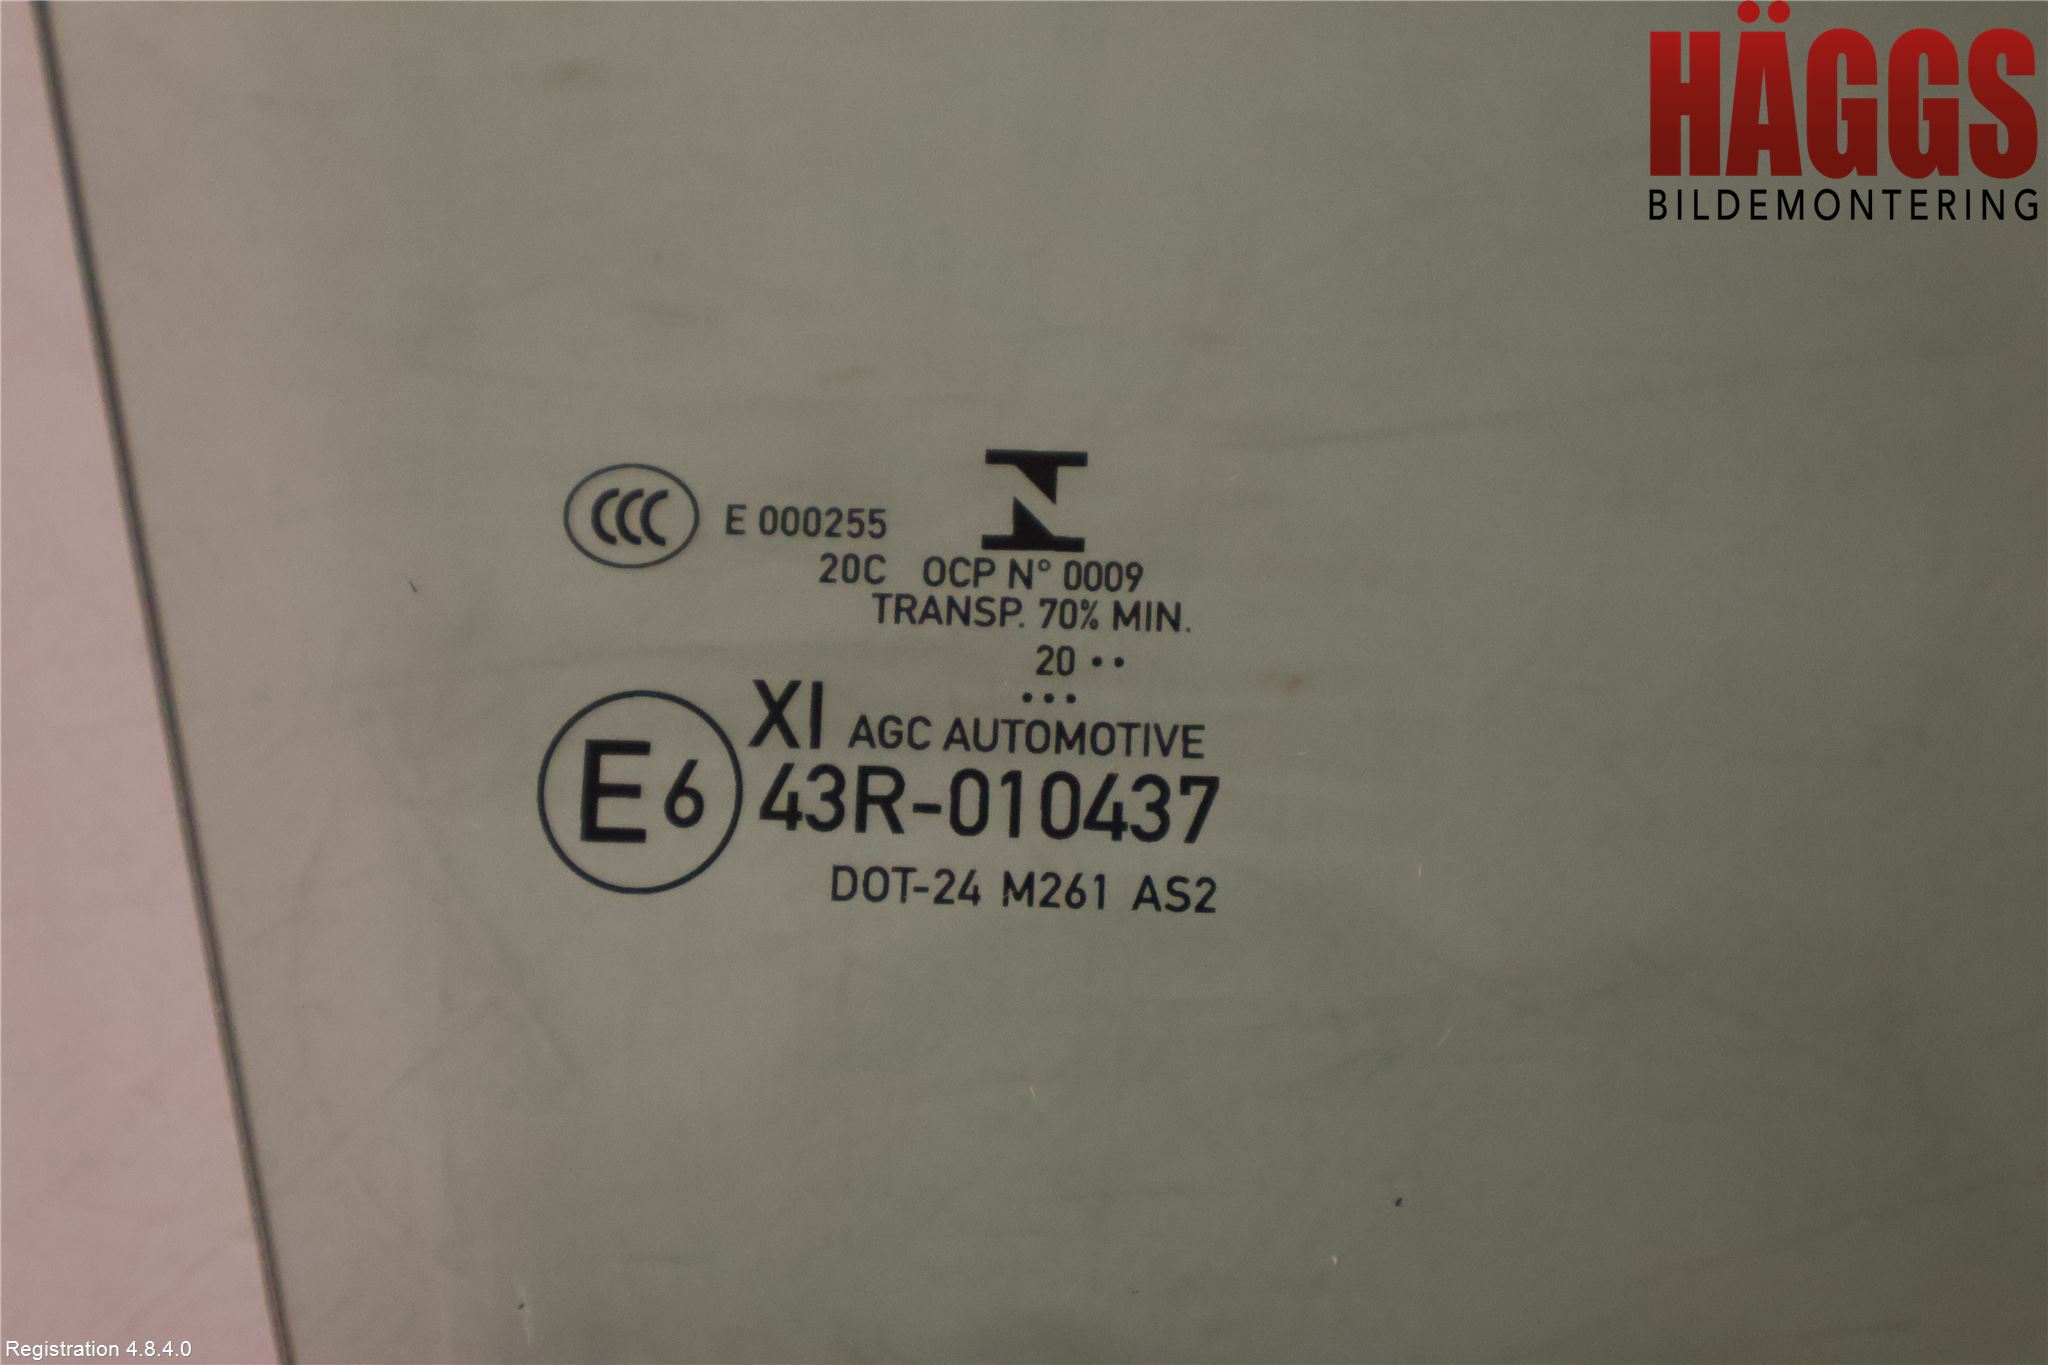 HÄGGS
BILDEMONTERING
CCC E 000255
20C OCP N° 0009
TRANSP. 70% MIN.
20 ••
•••
XI AGC AUTOMOTIVE
E6 43R-010437
DOT-24 M261 AS2
Registration 4.8.4.0